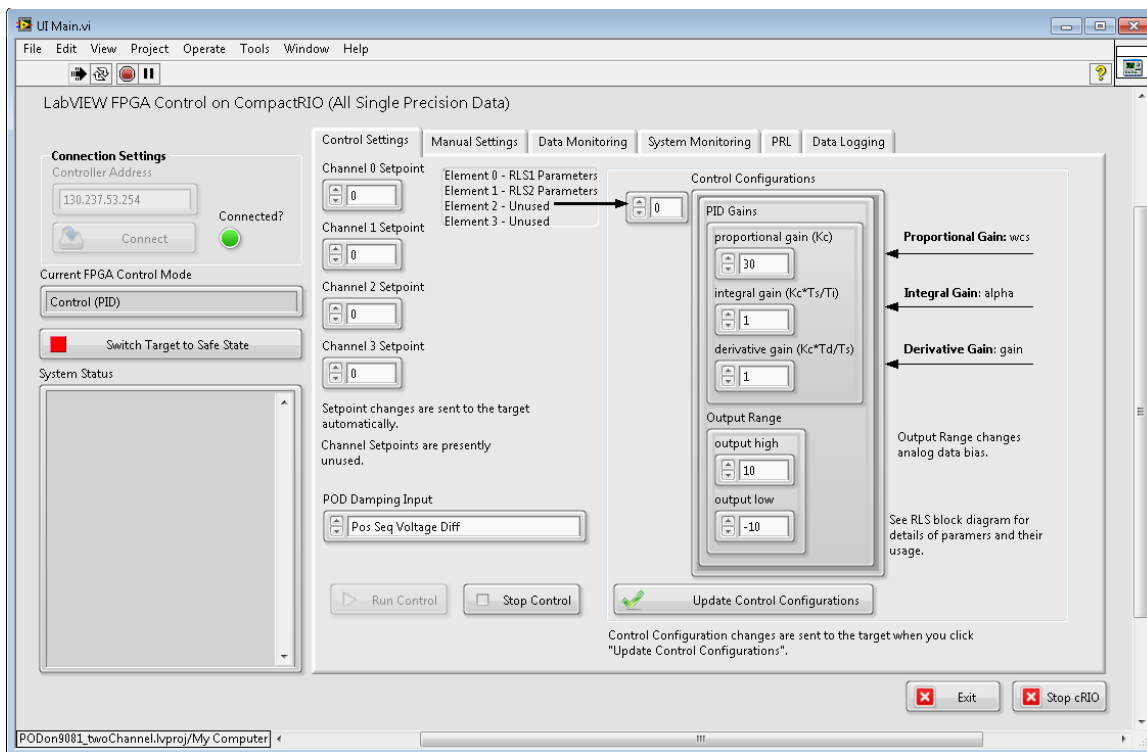 UI Main.vi
File Edit View Project Operate Tools Window Help
LabVIEW FPGA Control on CompactRIO (All Single Precision Data)
Connection Settings
Controller Address
130.237.53.254
Connected?
Connect
Current FPGA Control Mode
Control (PID)
Switch Target to Safe State
System Status
Control Settings Manual Settings Data Monitoring System Monitoring PRL Data Logging
Channel 0 Setpoint
0
Channel 1 Setpoint
0
Channel 2 Setpoint
0
Channel 3 Setpoint
0
Setpoint changes are sent to the target
automatically.
Channel Setpoints are presently
unused.
POD Damping Input
Pos Seq Voltage Diff
Run Control
Stop Control
Element 0 - RLS1 Parameters
Element 1 - RLS2 Parameters
Element 2 - Unused
Element 3 - Unused
Control Configurations
0
PID Gains
proportional gain (Kc)
30
integral gain (Kc*Ts/Ti)
1
derivative gain (Kc*Td/Ts)
1
Output Range
output high
10
output low
-10
Proportional Gain: wcs
Integral Gain: alpha
Derivative Gain: gain
Output Range changes
analog data bias.
See RLS block diagram for
details of paramers and their
usage.
Update Control Configurations
Control Configuration changes are sent to the target when you click
"Update Control Configurations".
Exit
Stop cRIO
PODon9081_twoChannel.lvproj/My Computer